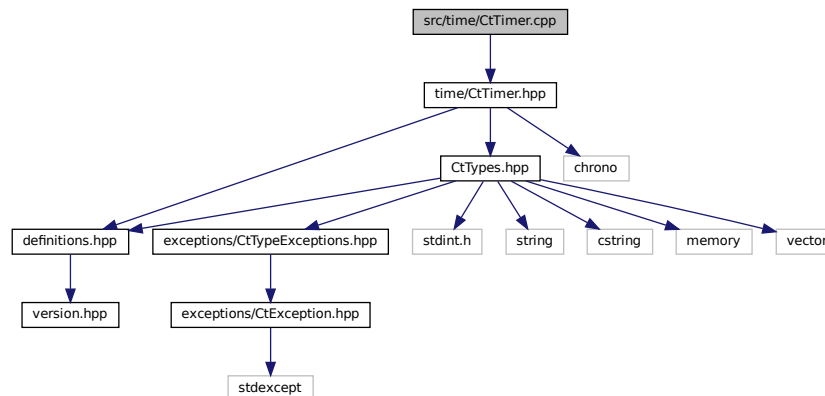 src/time/CtTimer.cpp
time/CtTimer.hpp
CtTypes.hpp
chrono
definitions.hpp
exceptions/CtTypeExceptions.hpp
stdint.h
string
cstring
memory
vector
version.hpp
exceptions/CtException.hpp
stdexcept